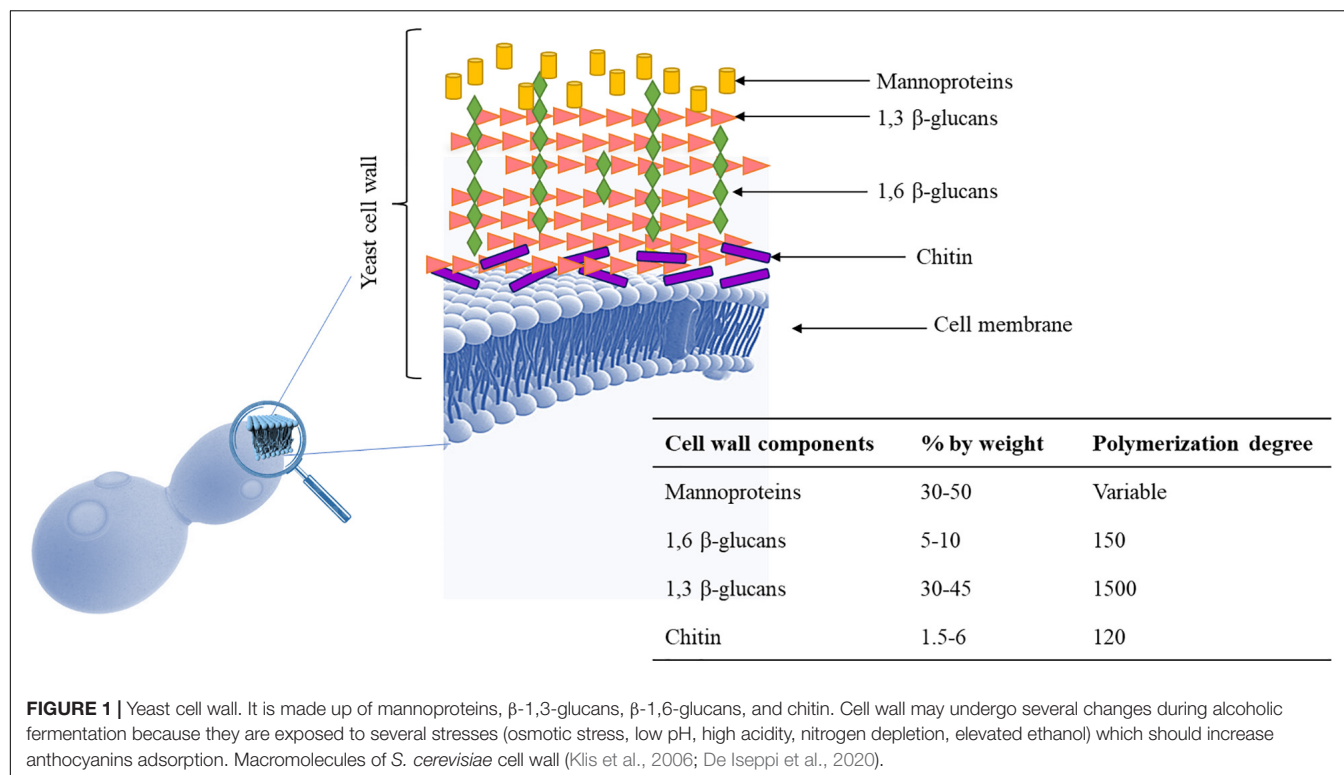 Yeast cell wall
Mannoproteins
1,3 β-glucans
1,6 β-glucans
Chitin
Cell membrane
Cell wall components % by weight Polymerization degree
Mannoproteins 30-50 Variable
1,6 β-glucans 5-10 150
1,3 β-glucans 30-45 1500
Chitin 1.5-6 120
FIGURE 1 | Yeast cell wall. It is made up of mannoproteins, β-1,3-glucans, β-1,6-glucans, and chitin. Cell wall may undergo several changes during alcoholic
fermentation because they are exposed to several stresses (osmotic stress, low pH, high acidity, nitrogen depletion, elevated ethanol) which should increase
anthocyanins adsorption. Macromolecules of S. cerevisiae cell wall (Klis et al., 2006; De Iseppi et al., 2020).